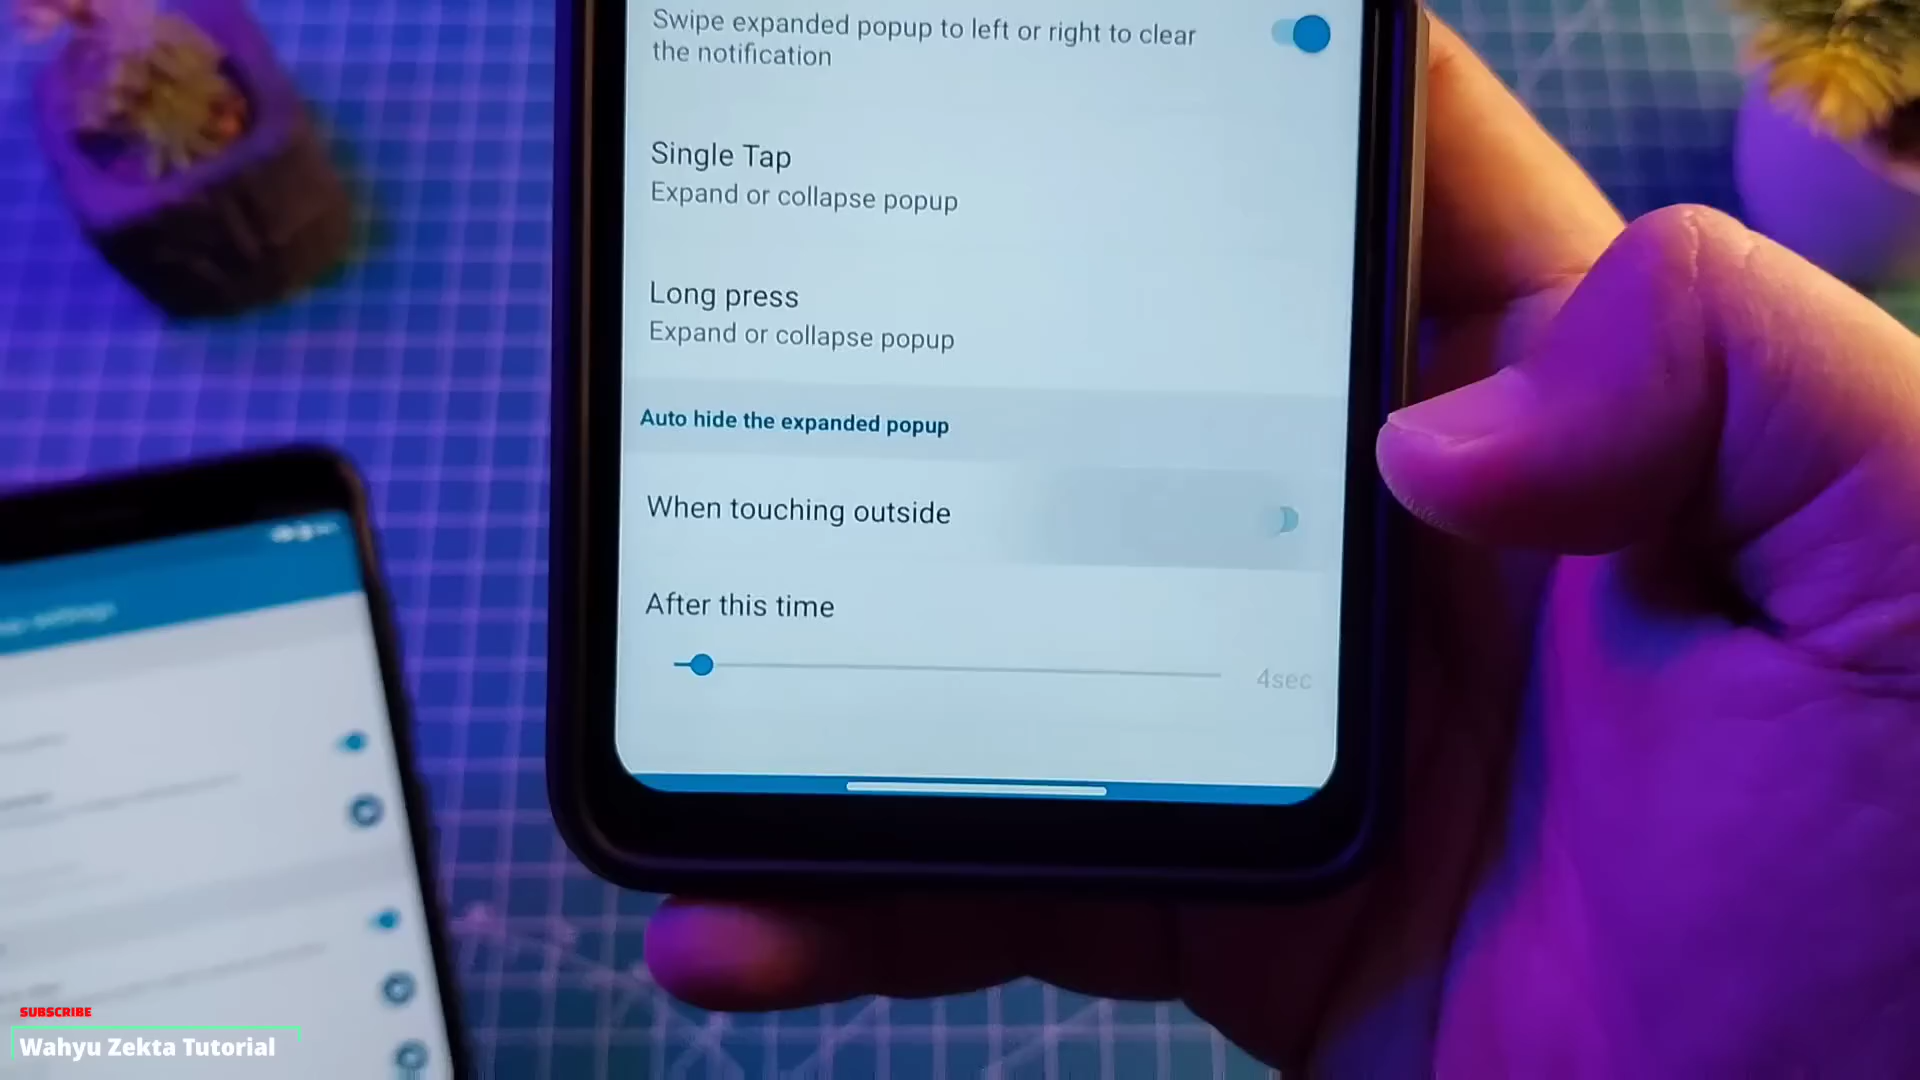 Swipe expanded popup to left or right to clear
the notification
Single Tap
Expand or collapse popup
Long press
Expand or collapse popup
Auto hide the expanded popup
When touching outside
After this time
4sec
SUBSCRIBE
Wahyu Zekta Tutorial